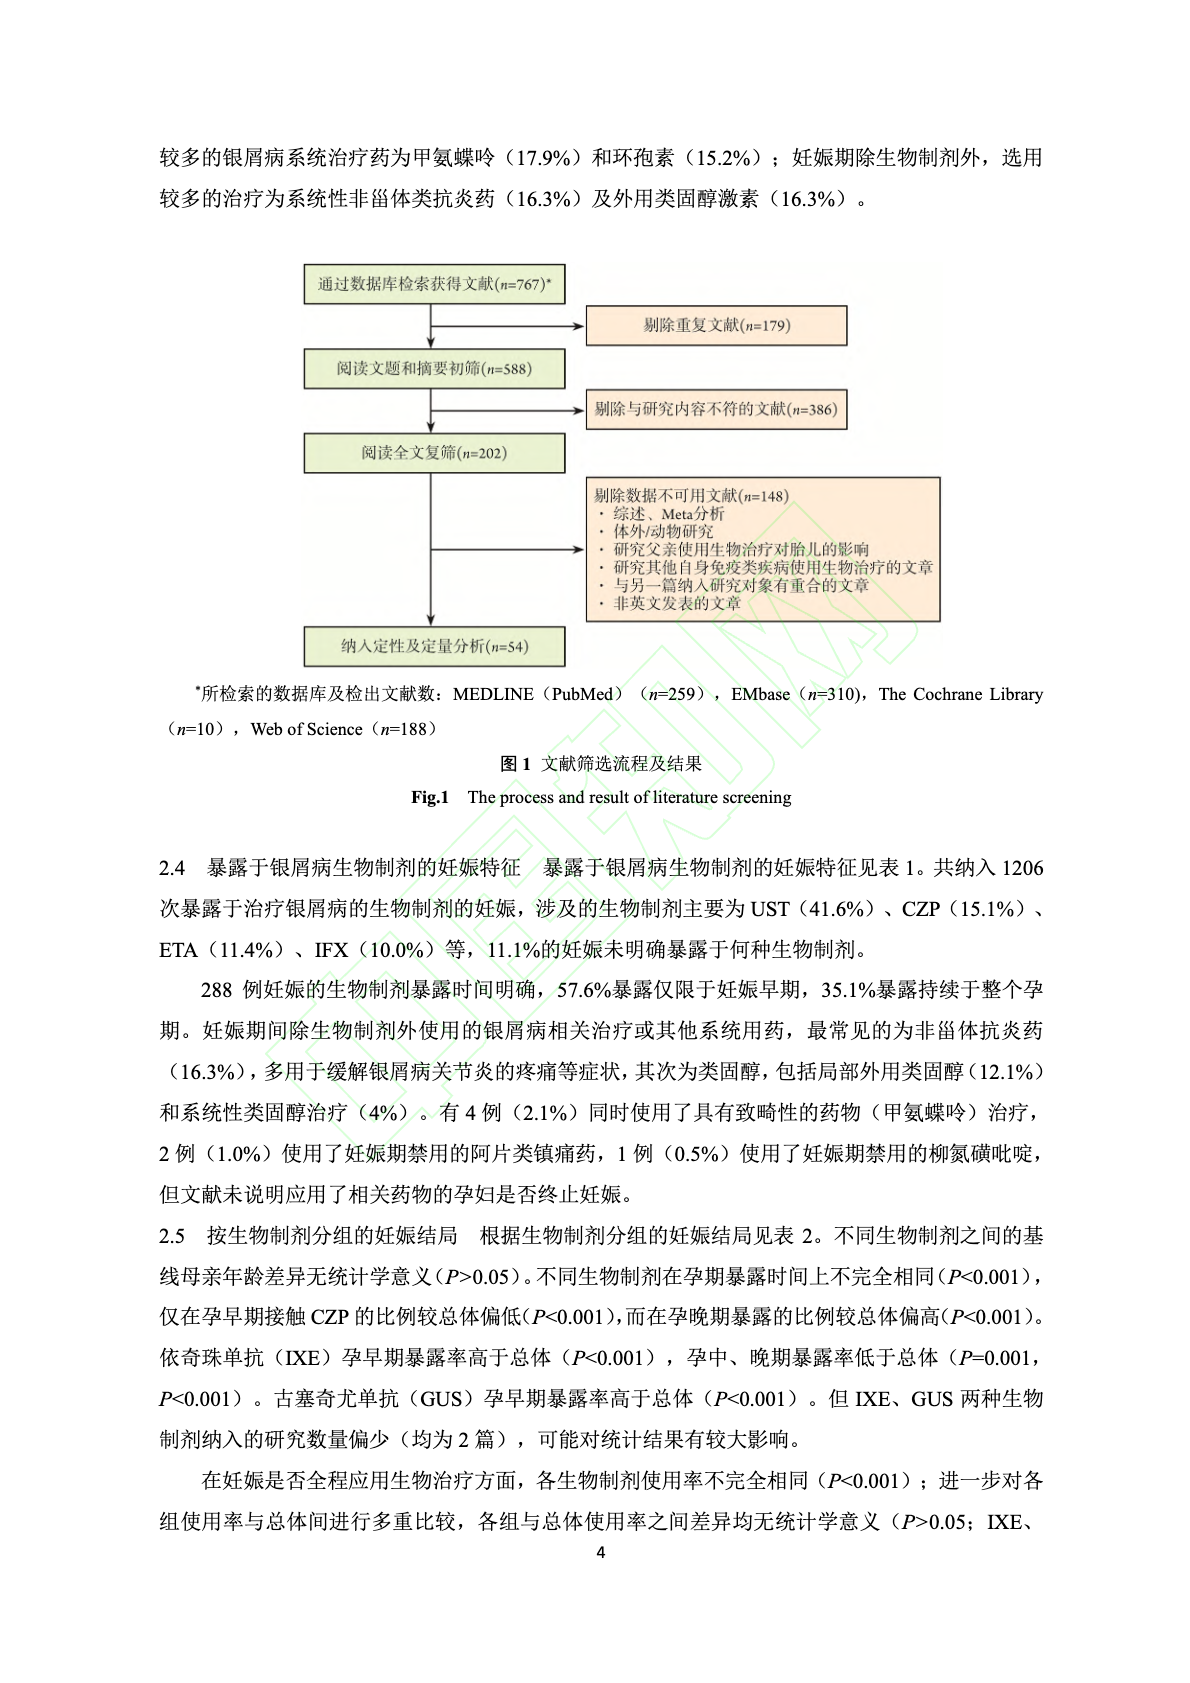 较多的银屑病系统治疗药为甲氨蝶呤（17.9%）和环孢素（15.2%）；妊娠期除生物制剂外，选用
较多的治疗为系统性非甾体类抗炎药（16.3%）及外用类固醇激素（16.3%）。
通过数据库检索获得文献(n=767)*
剔除重复文献(n=179)
阅读文题和摘要初筛(n=588)
剔除与研究内容不符的文献(n=386)
阅读全文复筛(n=202)
剔除数据不可用文献(n=148)
· 综述、Meta分析
· 体外/动物研究
· 研究父亲使用生物治疗对胎儿的影响
· 研究其他自身免疫类疾病使用生物治疗的文章
· 与另一篇纳入研究对象有重合的文章
· 非英文发表的文章
纳入定性及定量分析(n=54)
*所检索的数据库及检出文献数：MEDLINE（PubMed）（n=259），EMbase（n=310)，The Cochrane Library
（n=10），Web of Science（n=188）
图 1 文献筛选流程及结果
Fig.1 The process and result of literature screening
2.4 暴露于银屑病生物制剂的妊娠特征 暴露于银屑病生物制剂的妊娠特征见表 1。共纳入 1206
次暴露于治疗银屑病的生物制剂的妊娠，涉及的生物制剂主要为 UST（41.6%）、CZP（15.1%）、
ETA（11.4%）、IFX（10.0%）等，11.1%的妊娠未明确暴露于何种生物制剂。
288 例妊娠的生物制剂暴露时间明确，57.6%暴露仅限于妊娠早期，35.1%暴露持续于整个孕
期。妊娠期间除生物制剂外使用的银屑病相关治疗或其他系统用药，最常见的为非甾体抗炎药
（16.3%），多用于缓解银屑病关节炎的疼痛等症状，其次为类固醇，包括局部外用类固醇（12.1%）
和系统性类固醇治疗（4%）。有 4 例（2.1%）同时使用了具有致畸性的药物（甲氨蝶呤）治疗，
2 例（1.0%）使用了妊娠期禁用的阿片类镇痛药，1 例（0.5%）使用了妊娠期禁用的柳氮磺吡啶，
但文献未说明应用了相关药物的孕妇是否终止妊娠。
2.5 按生物制剂分组的妊娠结局 根据生物制剂分组的妊娠结局见表 2。不同生物制剂之间的基
线母亲年龄差异无统计学意义（P>0.05）。不同生物制剂在孕期暴露时间上不完全相同（P<0.001），
仅在孕早期接触 CZP 的比例较总体偏低（P<0.001），而在孕晚期暴露的比例较总体偏高（P<0.001）。
依奇珠单抗（IXE）孕早期暴露率高于总体（P<0.001），孕中、晚期暴露率低于总体（P=0.001，
P<0.001）。古塞奇尤单抗（GUS）孕早期暴露率高于总体（P<0.001）。但 IXE、GUS 两种生物
制剂纳入的研究数量偏少（均为 2 篇），可能对统计结果有较大影响。
在妊娠是否全程应用生物治疗方面，各生物制剂使用率不完全相同（P<0.001）；进一步对各
组使用率与总体间进行多重比较，各组与总体使用率之间差异均无统计学意义（P>0.05；IXE、
4
中国知网